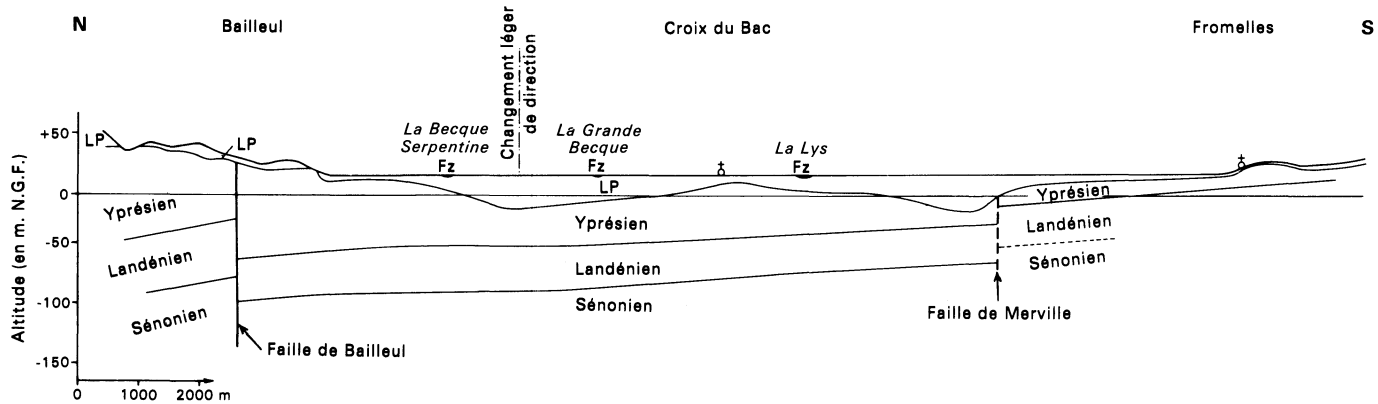 N
Bailleul
Croix du Bac
Fromelles
S
Changement léger
de direction
Altitude (en m. N.G.F.)
+50
0
-50
-100
-150
LP
LP
La Becque
Serpentine
Fz
La Grande
Becque
Fz
La Lys
Fz
LP
Yprésien
Yprésien
Yprésien
Landénien
Landénien
Landénien
Sénonien
Sénonien
Sénonien
Faille de Bailleul
Faille de Merville
0
1000
2000 m